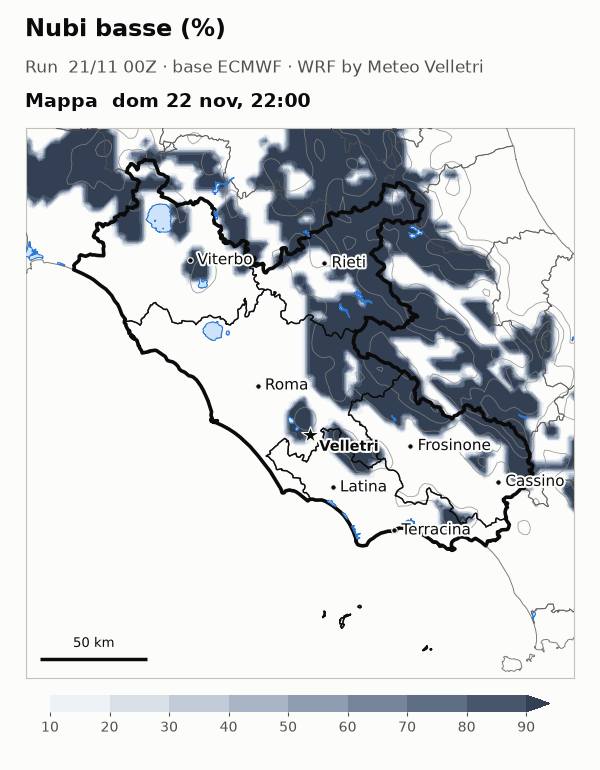 Nubi basse (%)
Run  21/11 00Z · base ECMWF · WRF by Meteo Velletri
Mappa  dom 22 nov, 22:00
Viterbo
Rieti
Roma
Velletri
Frosinone
Cassino
Latina
Terracina
50 km
10 20 30 40 50 60 70 80 90